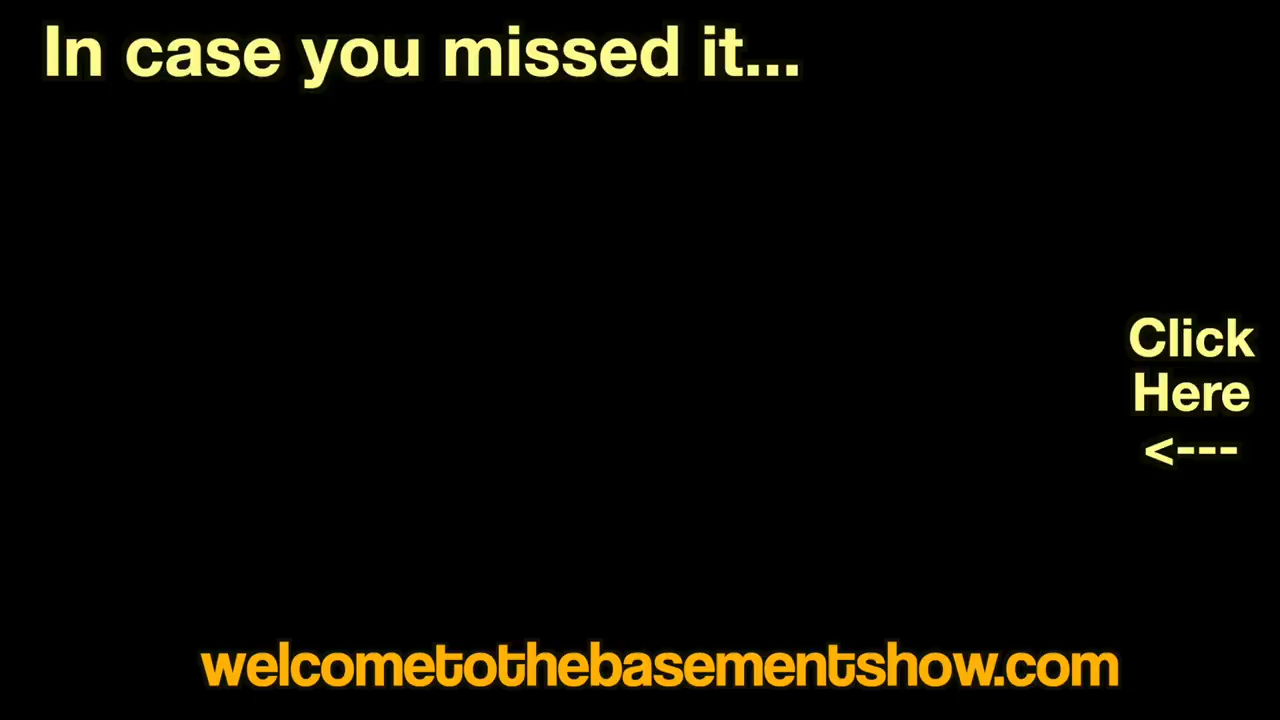 In case you missed it...
Click
Here
<---
welcometothebasementshow.com